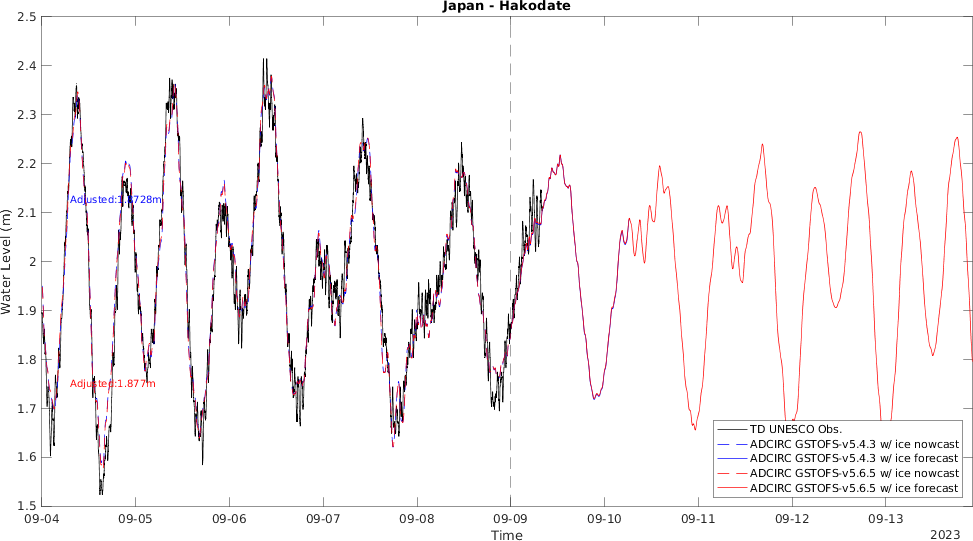 Japan - Hakodate
Water Level (m)
2.5
2.4
2.3
2.2
2.1
2
1.9
1.8
1.7
1.6
1.5
Adjusted:1.8728m
Adjusted:1.877m
TD UNESCO Obs.
ADCIRC GSTOFS-v5.4.3 w/ ice nowcast
ADCIRC GSTOFS-v5.4.3 w/ ice forecast
ADCIRC GSTOFS-v5.6.5 w/ ice nowcast
ADCIRC GSTOFS-v5.6.5 w/ ice forecast
09-04 09-05 09-06 09-07 09-08 09-09 09-10 09-11 09-12 09-13
Time
2023